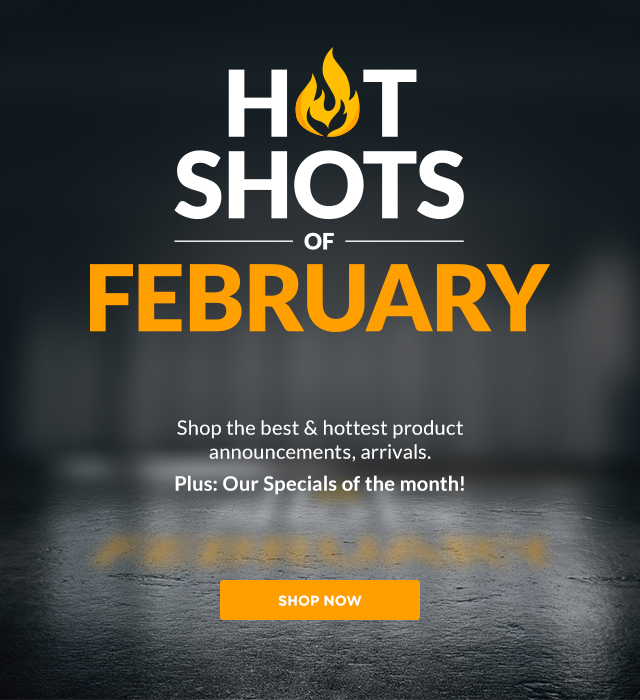 HOT
SHOTS
OF
FEBRUARY
Shop the best & hottest product
announcements, arrivals.
Plus: Our Specials of the month!
SHOP NOW